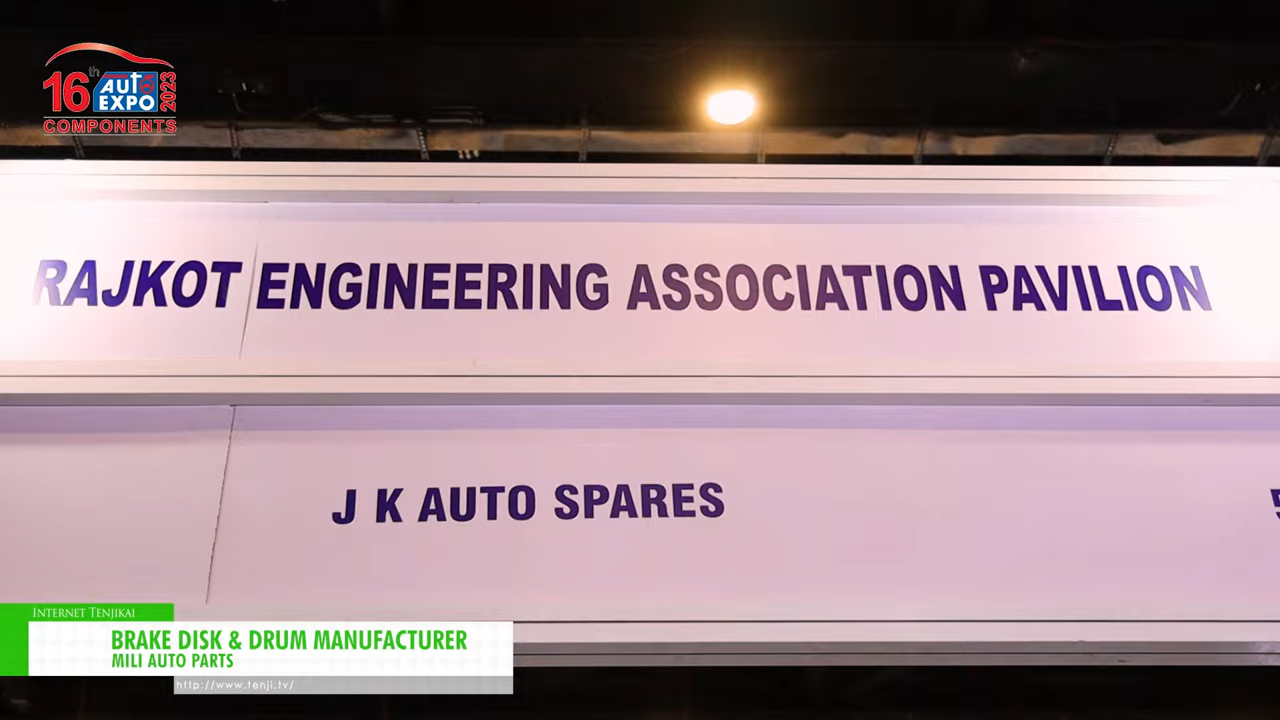 16th AUTO EXPO 2023
COMPONENTS
RAJKOT ENGINEERING ASSOCIATION PAVILION
J K AUTO SPARES
INTERNET TENJIKAI
BRAKE DISK & DRUM MANUFACTURER
MILI AUTO PARTS
http://www.tenji.tv/